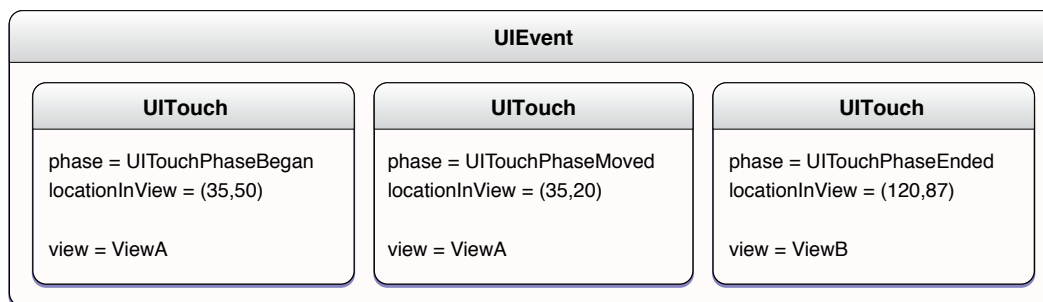 UIEvent
UITouch
phase = UITouchPhaseBegan
locationInView = (35,50)
view = ViewA
UITouch
phase = UITouchPhaseMoved
locationInView = (35,20)
view = ViewA
UITouch
phase = UITouchPhaseEnded
locationInView = (120,87)
view = ViewB